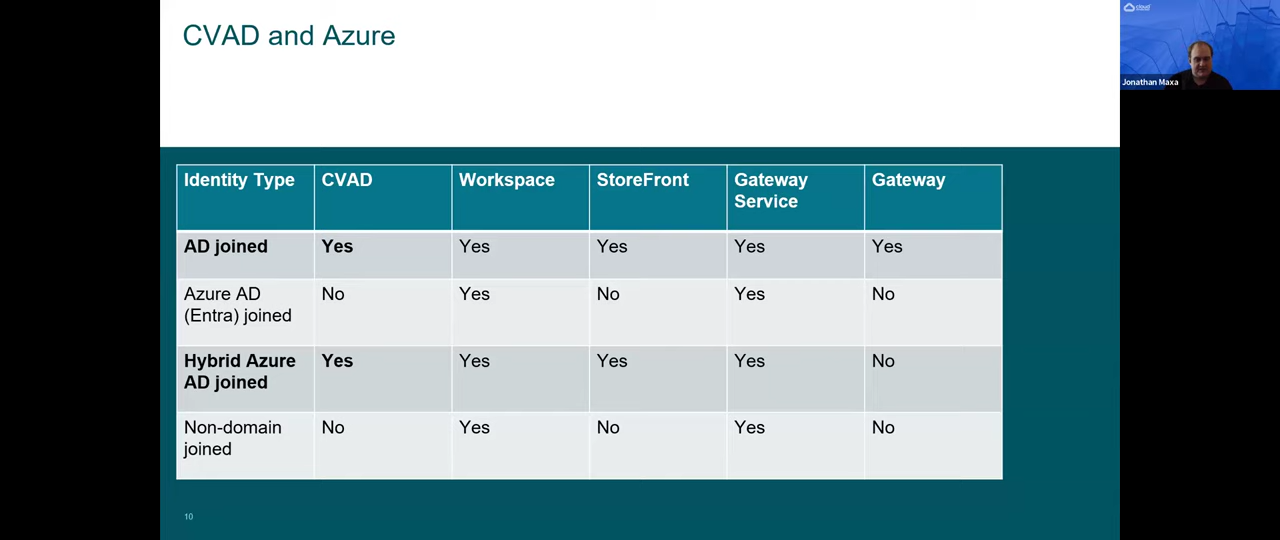 CVAD and Azure
cloud
Jonathan Maxa
Identity Type CVAD Workspace StoreFront Gateway Service Gateway
AD joined Yes Yes Yes Yes Yes
Azure AD (Entra) joined No Yes No Yes No
Hybrid Azure AD joined Yes Yes Yes Yes No
Non-domain joined No Yes No Yes No
10